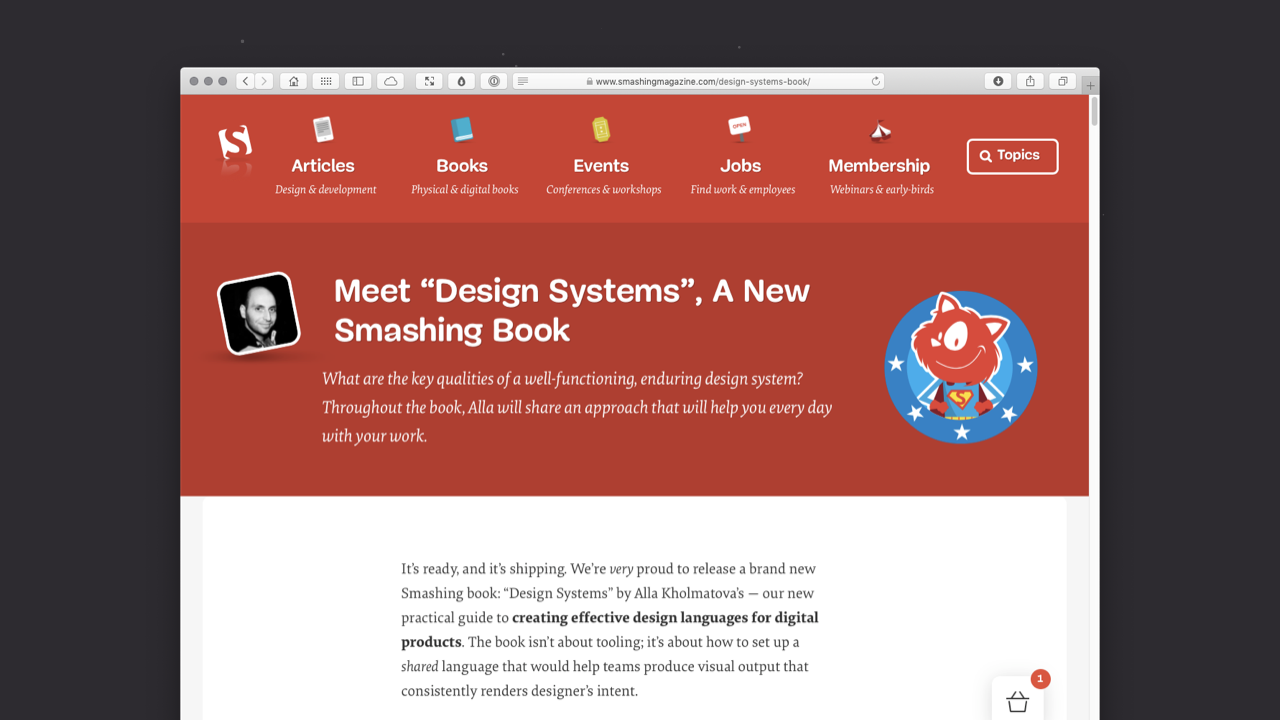 www.smashingmagazine.com/design-systems-book/
OPEN
Articles
Books
Events
Jobs
Membership
Topics
Design & development
Physical & digital books
Conferences & workshops
Find work & employees
Webinars & early-birds
Meet “Design Systems”, A New
Smashing Book
What are the key qualities of a well-functioning, enduring design system?
Throughout the book, Alla will share an approach that will help you every day
with your work.
S
It’s ready, and it’s shipping. We’re very proud to release a brand new
Smashing book: “Design Systems” by Alla Kholmatova’s — our new
practical guide to creating effective design languages for digital
products. The book isn’t about tooling; it’s about how to set up a
shared language that would help teams produce visual output that
consistently renders designer’s intent.
1